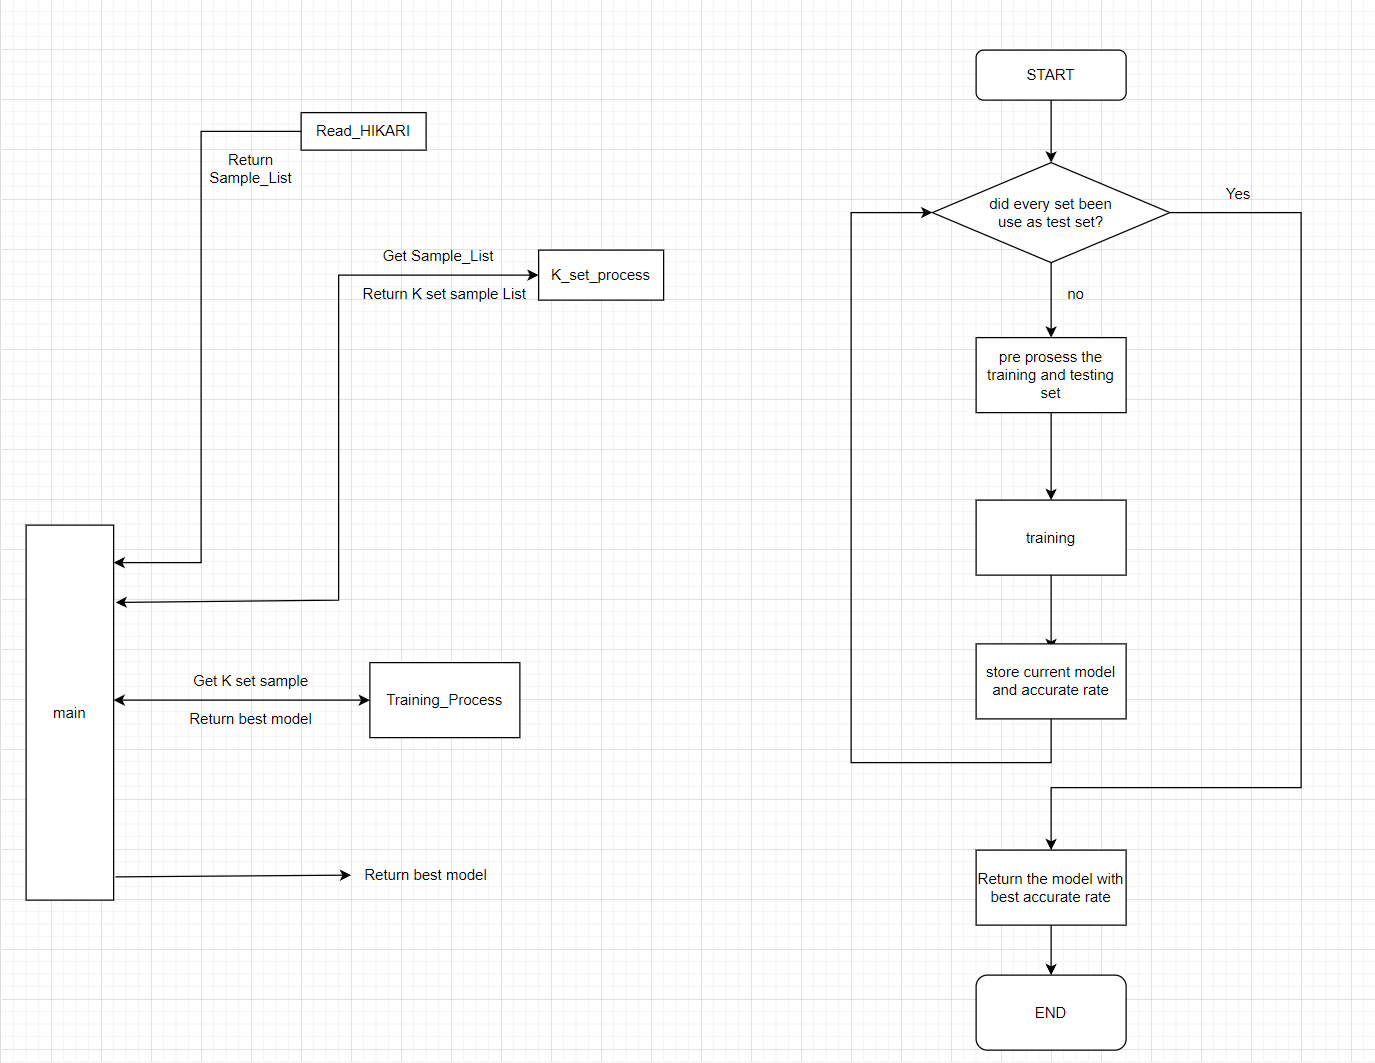 Read_HIKARI
Return
Sample_List
Get Sample_List
K_set_process
Return K set sample List
main
Get K set sample
Training_Process
Return best model
Return best model
START
did every set been
use as test set?
Yes
no
pre prosess the
training and testing
set
training
store current model
and accurate rate
Return the model with
best accurate rate
END